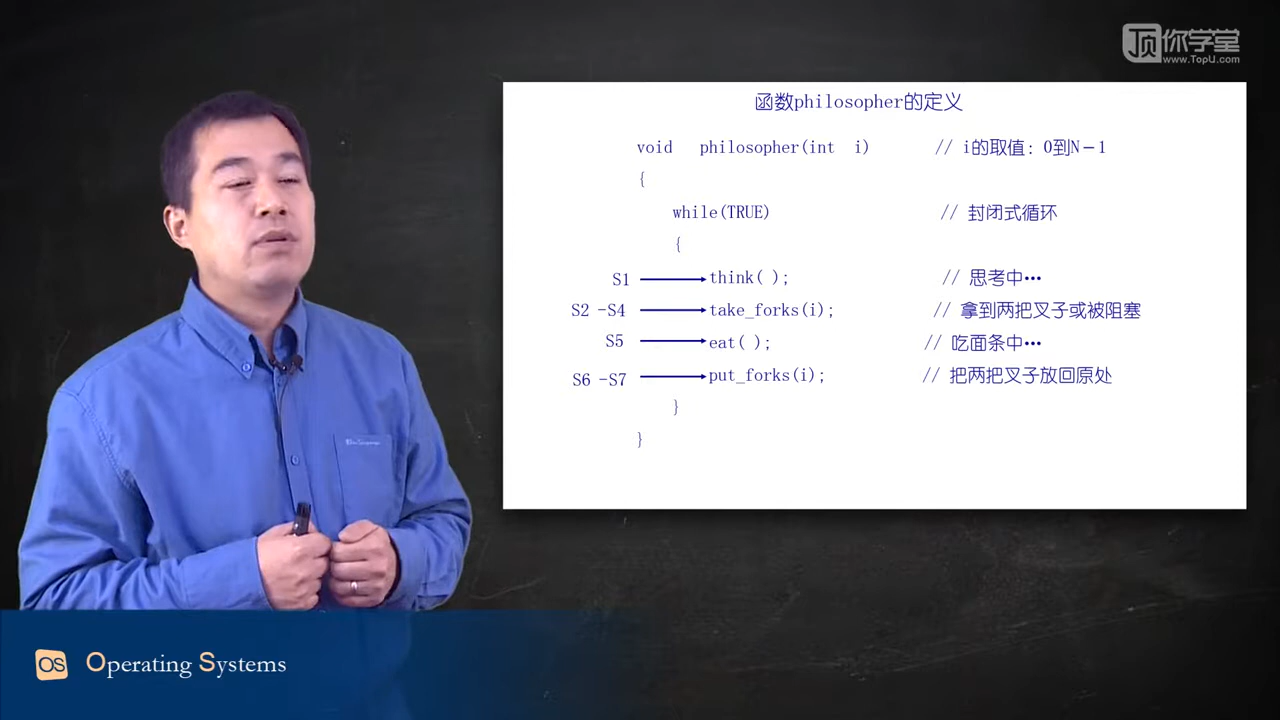 顶你学堂
www.TopU.com
函数philosopher的定义
void philosopher(int i) // i的取值：0到N-1
{
while(TRUE) // 封闭式循环
{
S1 think( ); // 思考中…
S2 -S4 take_forks(i); // 拿到两把叉子或被阻塞
S5 eat( ); // 吃面条中…
S6 -S7 put_forks(i); // 把两把叉子放回原处
}
}
OS Operating Systems